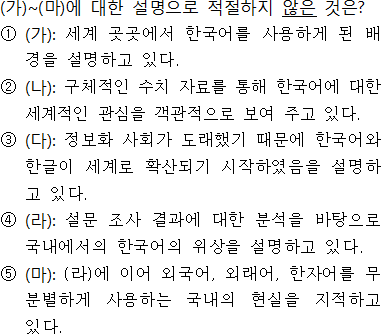 (가)~(마)에 대한 설명으로 적절하지 않은 것은?
① (가): 세계 곳곳에서 한국어를 사용하게 된 배
경을 설명하고 있다.
② (나): 구체적인 수치 자료를 통해 한국어에 대한
세계적인 관심을 객관적으로 보여 주고 있다.
③ (다): 정보화 사회가 도래했기 때문에 한국어와
한글이 세계로 확산되기 시작하였음을 설명하
고 있다.
④ (라): 설문 조사 결과에 대한 분석을 바탕으로
국내에서의 한국어의 위상을 설명하고 있다.
⑤ (마): (라)에 이어 외국어, 외래어, 한자어를 무
분별하게 사용하는 국내의 현실을 지적하고
있다.